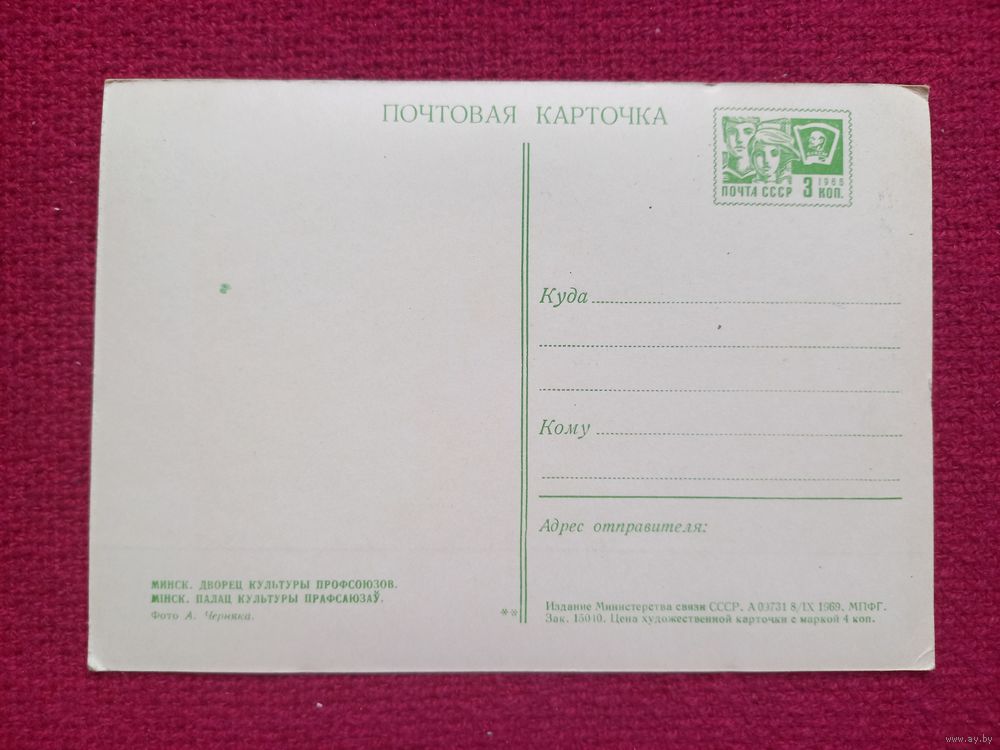 ПОЧТОВАЯ КАРТОЧКА
1966
ПОЧТА СССР 3 КОП.
Куда
Кому
Адрес отправителя:
МИНСК. ДВОРЕЦ КУЛЬТУРЫ ПРОФСОЮЗОВ.
МІНСК. ПАЛАЦ КУЛЬТУРЫ ПРАФСАЮЗАЎ.
Фото А. Черняка.
**
Издание Министерства связи СССР. А 09731 8/IX 1969. МПФГ.
Зак. 15040. Цена художественной карточки с маркой 4 коп.
www.ay.by